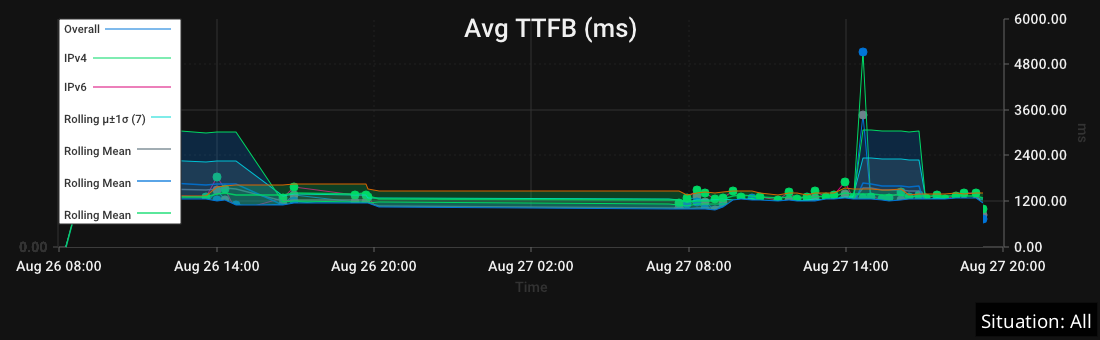 Avg TTFB (ms)
Overall
IPv4
IPv6
Rolling μ±1σ (7)
Rolling Mean
Rolling Mean
Rolling Mean
6000.00
4800.00
3600.00
2400.00
1200.00
0.00
ms
0.00
Aug 26 08:00 Aug 26 14:00 Aug 26 20:00 Aug 27 02:00 Aug 27 08:00 Aug 27 14:00 Aug 27 20:00
Time
Situation: All